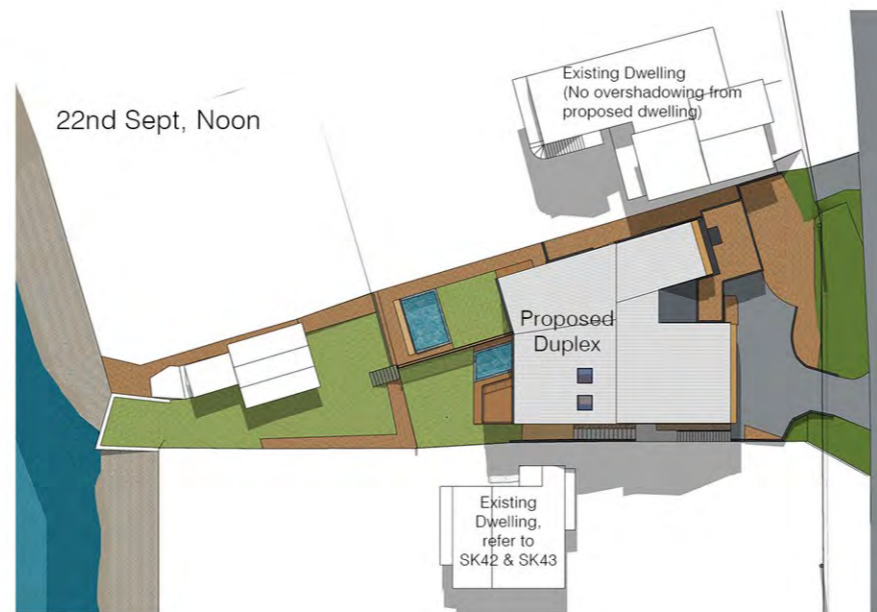 22nd Sept, Noon
Existing Dwelling
(No overshadowing from
proposed dwelling)
Proposed
Duplex
Existing
Dwelling,
refer to
SK42 & SK43